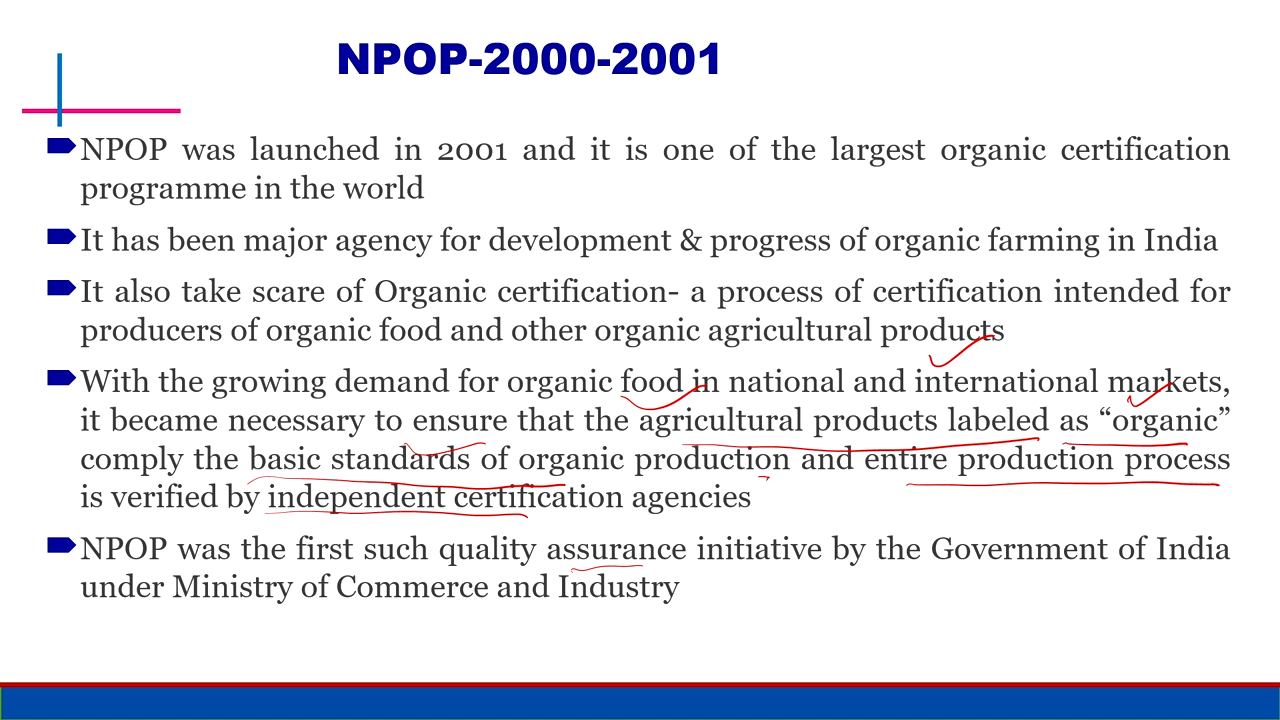 NPOP-2000-2001
NPOP was launched in 2001 and it is one of the largest organic certification
programme in the world
It has been major agency for development & progress of organic farming in India
It also take scare of Organic certification- a process of certification intended for
producers of organic food and other organic agricultural products
With the growing demand for organic food in national and international markets,
it became necessary to ensure that the agricultural products labeled as “organic”
comply the basic standards of organic production and entire production process
is verified by independent certification agencies
NPOP was the first such quality assurance initiative by the Government of India
under Ministry of Commerce and Industry